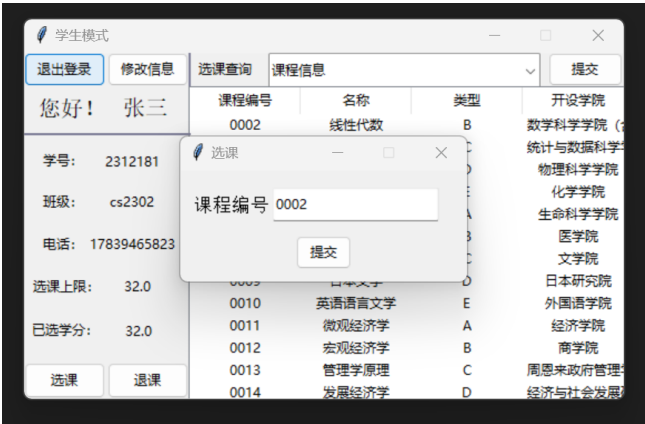 学生模式
退出登录 修改信息 选课查询 课程信息 提交
您好! 张三
课程编号 名称 类型 开设学院
0002 线性代数 B 数学科学学院
统计与数据科学
物理科学学院
化学学院
生命科学学院
医学院
文学院
日本研究院
0010 英语语言文学 E 外国语学院
0011 微观经济学 A 经济学院
0012 宏观经济学 B 商学院
0013 管理学原理 C 周恩来政府管理
0014 发展经济学 D 经济与社会发展
学号: 2312181
班级: cs2302
电话: 17839465823
选课上限: 32.0
已选学分: 32.0
选课 退课
选课
课程编号 0002
提交